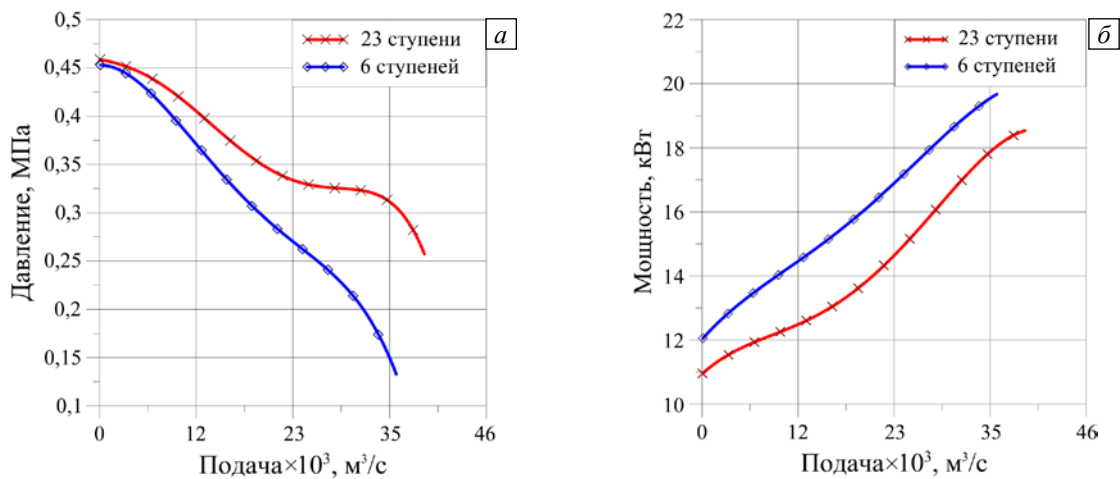 0,5
0,45
0,4
0,35
0,3
0,25
0,2
0,15
0,1
Давление, МПа
23 ступени
6 ступеней
а
0 12 23 35 46
Подача×10³, м³/с
22
20
18
16
14
12
10
Мощность, кВт
23 ступени
6 ступеней
б
0 12 23 35 46
Подача×10³, м³/с